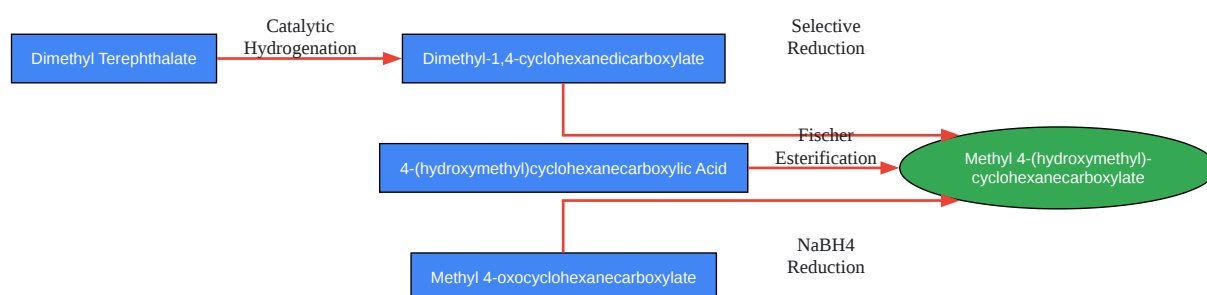 Catalytic
Hydrogenation
Selective
Reduction
Dimethyl Terephthalate
Dimethyl-1,4-cyclohexanedicarboxylate
Fischer
Esterification
4-(hydroxymethyl)cyclohexanecarboxylic Acid
Methyl 4-(hydroxymethyl)-
cyclohexanecarboxylate
NaBH4
Reduction
Methyl 4-oxocyclohexanecarboxylate